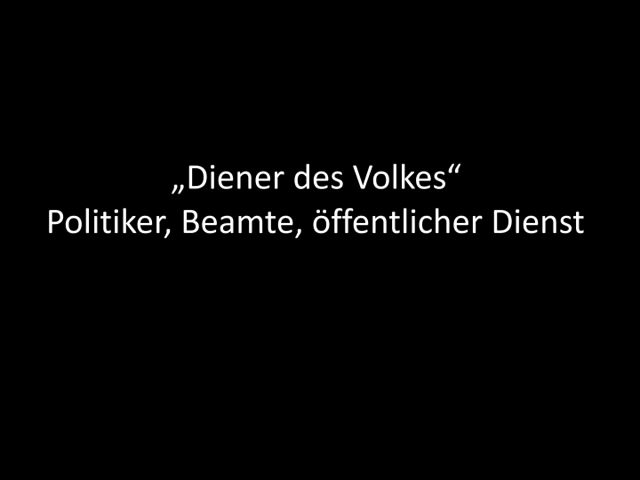 „Diener des Volkes“
Politiker, Beamte, öffentlicher Dienst